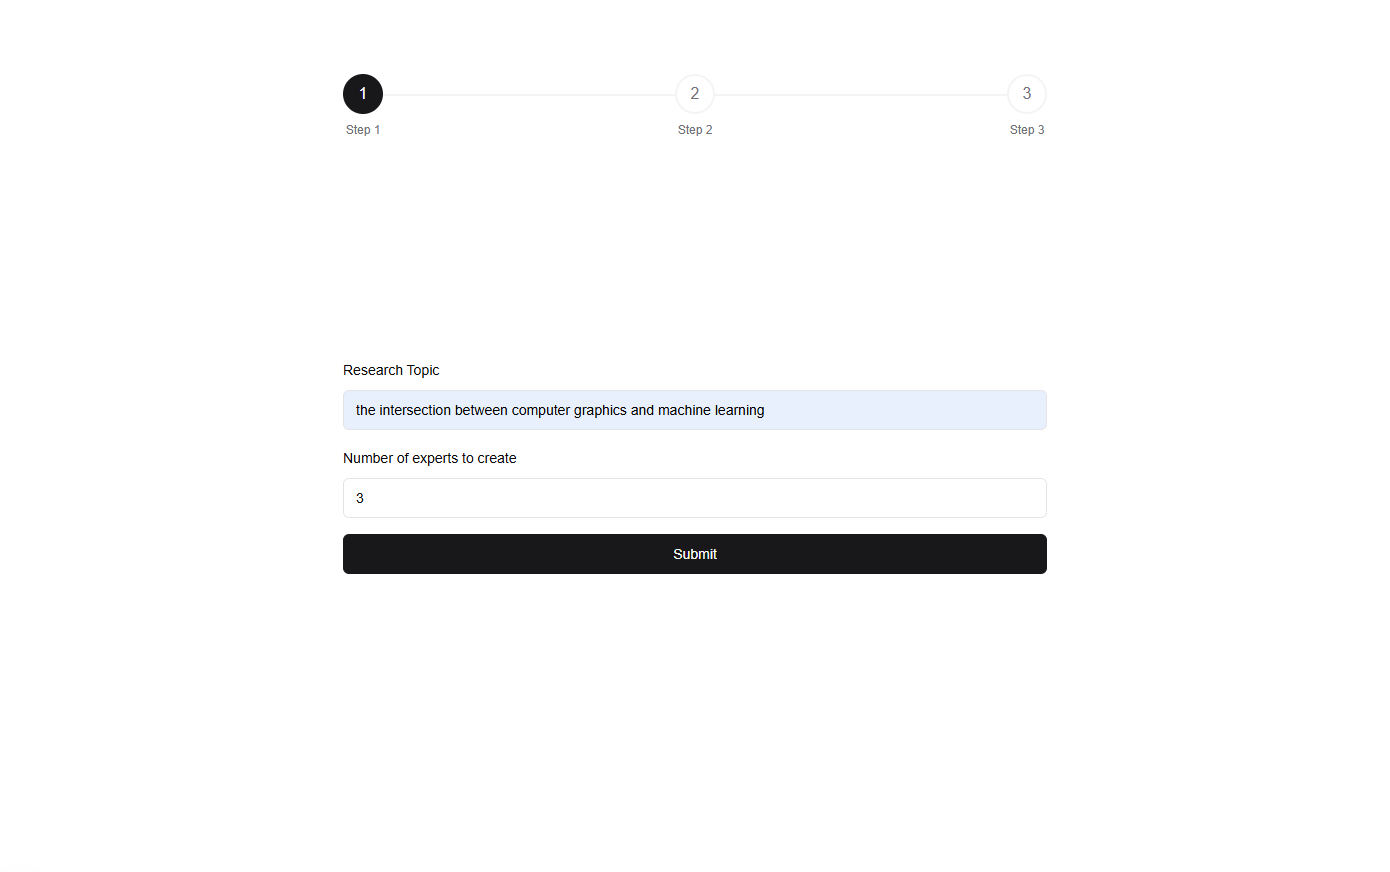 1
2
3
Step 1
Step 2
Step 3
Research Topic
the intersection between computer graphics and machine learning
Number of experts to create
3
Submit